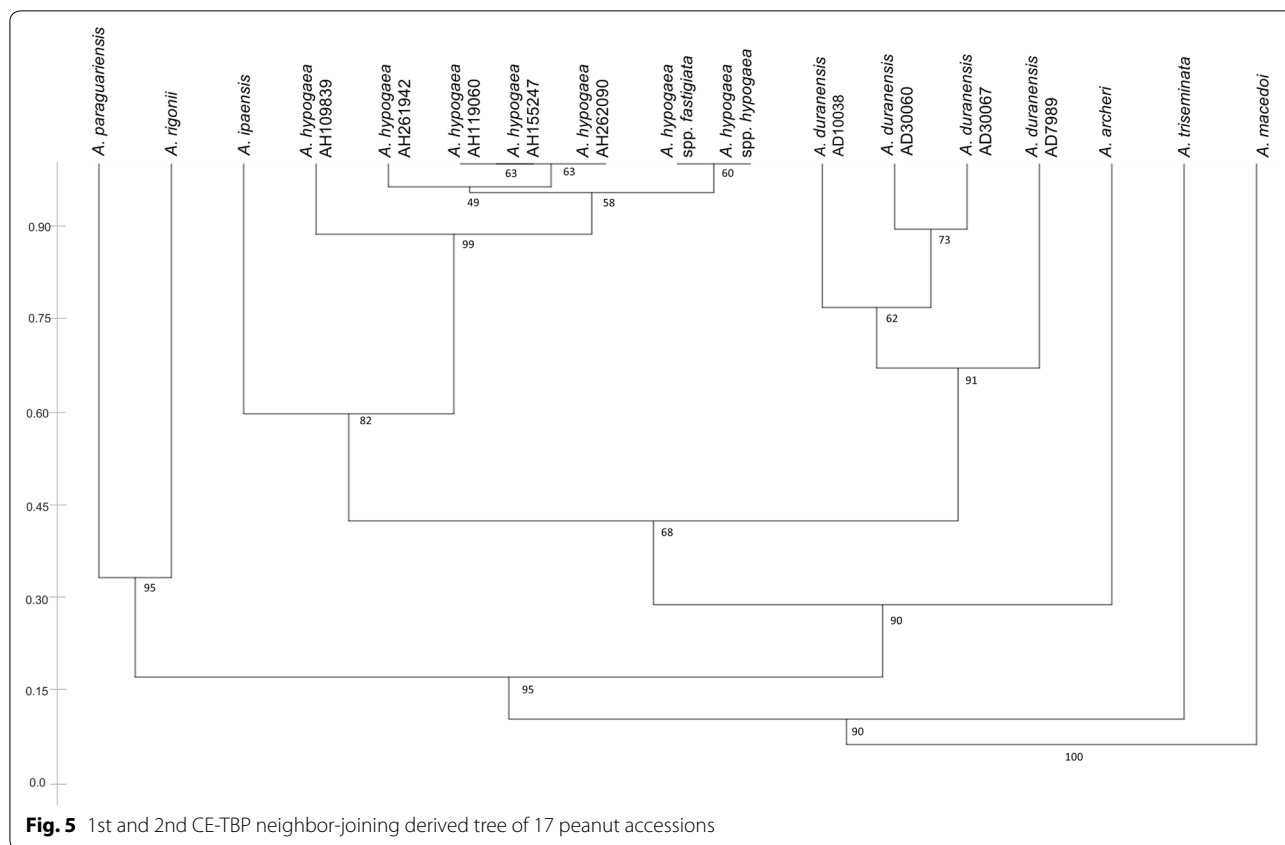 A. paraguariensis
A. rigonii
A. ipaensis
A. hypogaea
AH109839
A. hypogaea
AH261942
A. hypogaea
AH119060
A. hypogaea
AH155247
A. hypogaea
AH262090
A. hypogaea
spp. fastigiata
A. hypogaea
spp. hypogaea
A. duranensis
AD10038
A. duranensis
AD30060
A. duranensis
AD30067
A. duranensis
AD7989
A. archeri
A. triseminata
A. macedoi
63 63 60
49 58
0.90
99 73
0.75
62
91
0.60
82
0.45
68
95
0.30
90
0.15
95
90
100
0.0
Fig. 5 1st and 2nd CE-TBP neighbor-joining derived tree of 17 peanut accessions